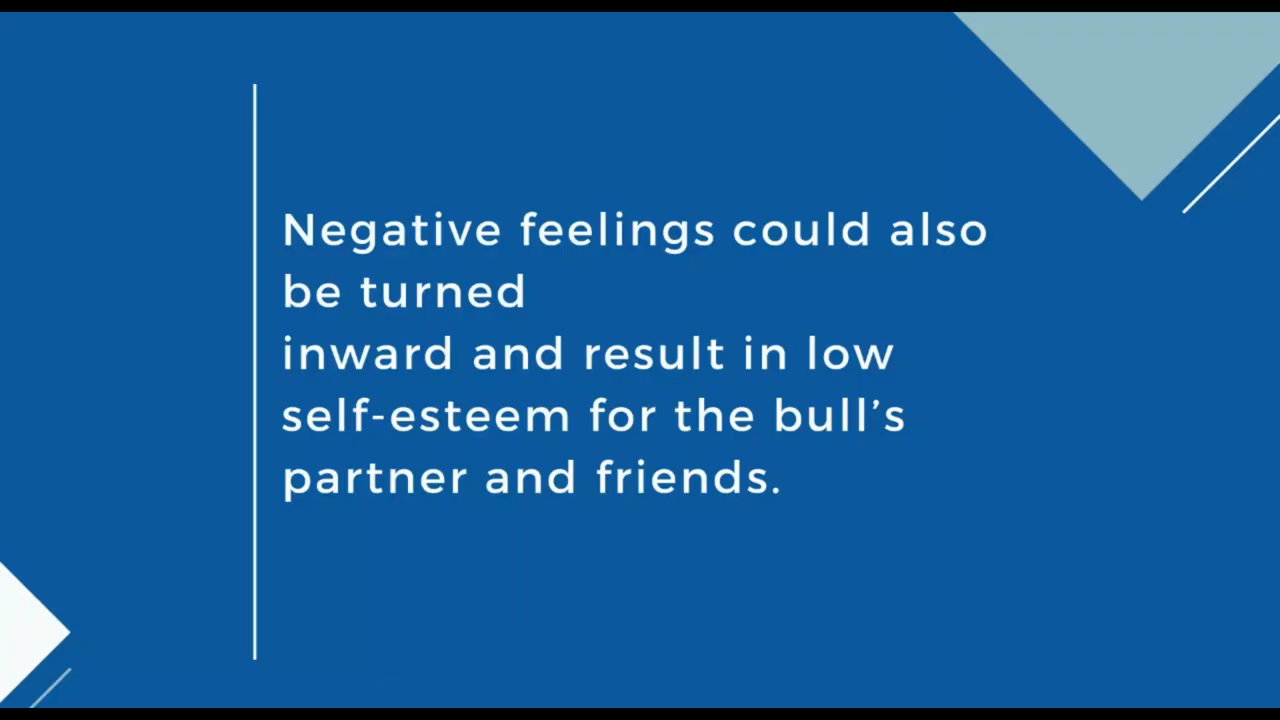 Negative feelings could also
be turned
inward and result in low
self-esteem for the bull’s
partner and friends.